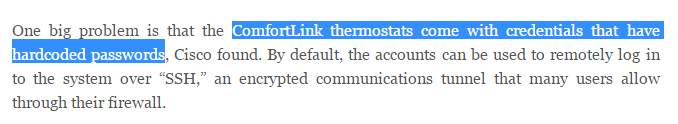 One big problem is that the ComfortLink thermostats come with credentials that have
hardcoded passwords, Cisco found. By default, the accounts can be used to remotely log in
to the system over “SSH,” an encrypted communications tunnel that many users allow
through their firewall.